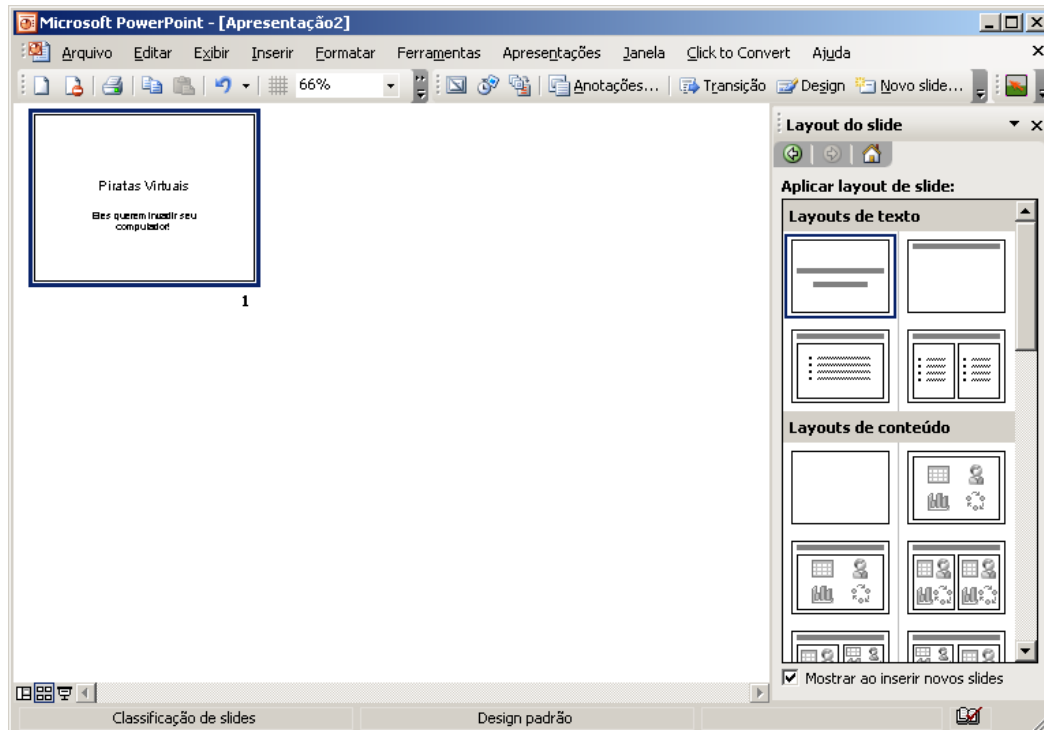 Microsoft PowerPoint - [Apresentação2]
Arquivo Editar Exibir Inserir Formatar Ferramentas Apresentações Janela Click to Convert Ajuda
66% Anotações... Transição Design Novo slide...
Layout do slide
Aplicar layout de slide:
Layouts de texto
Piratas Virtuais
Eles querem invadir seu
computador!
1
Layouts de conteúdo
Mostrar ao inserir novos slides
Classificação de slides Design padrão